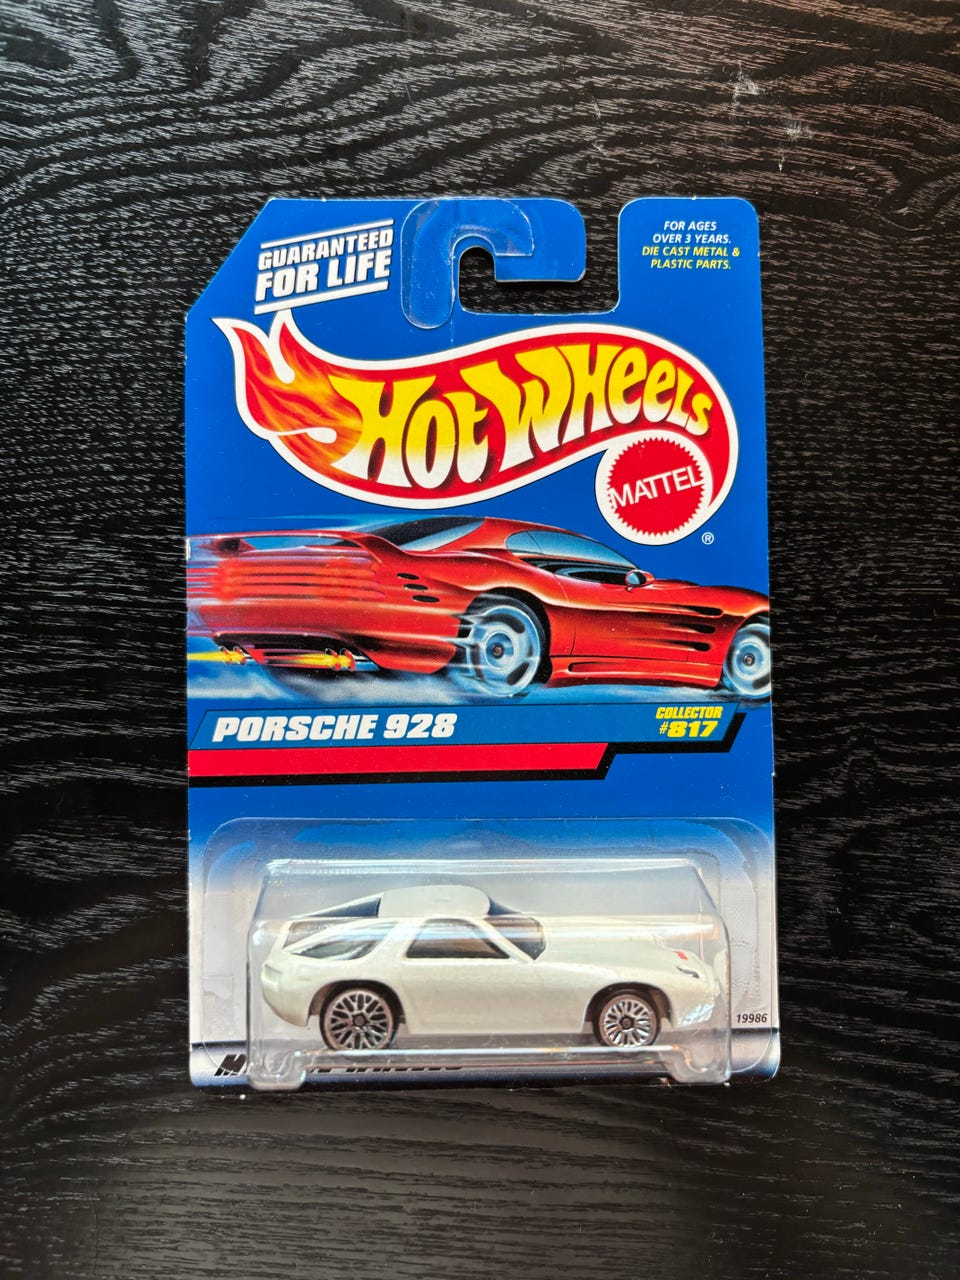 GUARANTEED
FOR LIFE
FOR AGES
OVER 3 YEARS.
DIE CAST METAL &
PLASTIC PARTS.
HOT WHEELS
MATTEL
®
PORSCHE 928
COLLECTOR
#817
19986